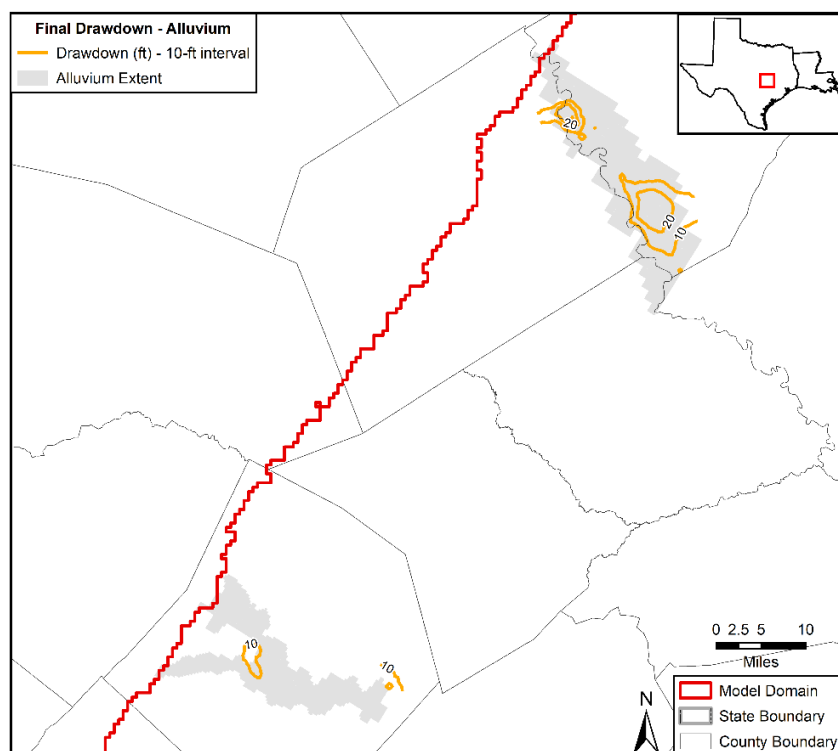 Final Drawdown - Alluvium
Drawdown (ft) - 10-ft interval
Alluvium Extent
20
20
10
10
10
0 2.5 5 10
Miles
N
Model Domain
State Boundary
County Boundary